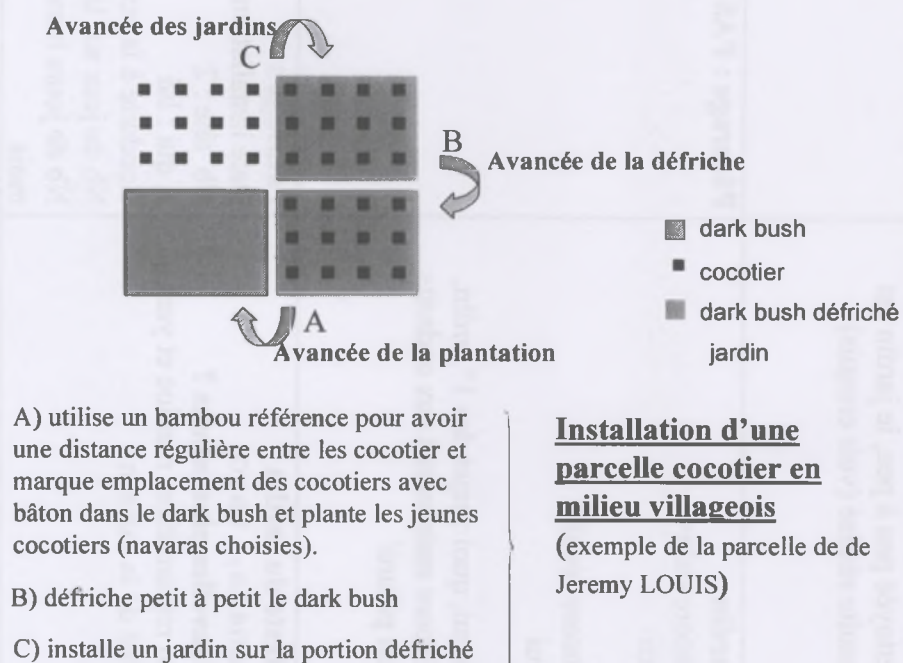 Avancée des jardins
C
B
Avancée de la défriche
dark bush
cocotier
dark bush défriché
jardin
A
Avancée de la plantation
A) utilise un bambou référence pour avoir
une distance régulière entre les cocotier et
marque emplacement des cocotiers avec
bâton dans le dark bush et plante les jeunes
cocotiers (navaras choisies).
B) défriche petit à petit le dark bush
C) installe un jardin sur la portion défriché
Installation d'une
parcelle cocotier en
milieu villageois
(exemple de la parcelle de de
Jeremy LOUIS)